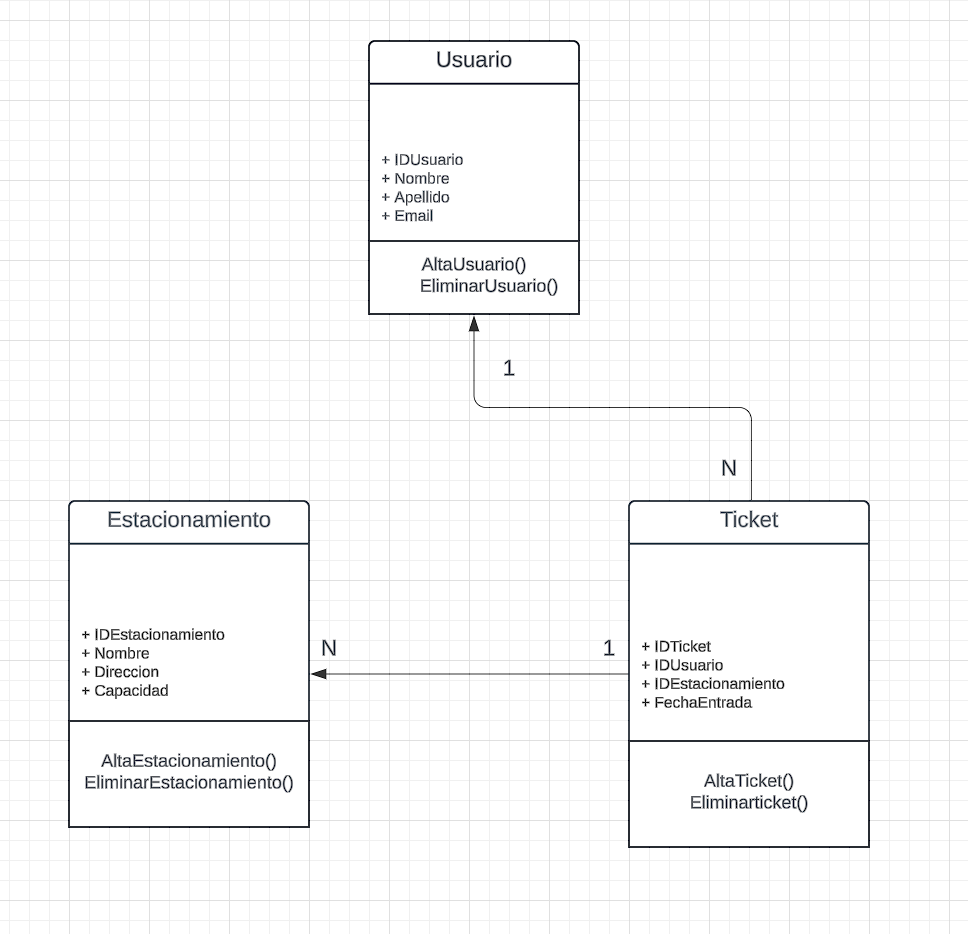 Usuario
+ IDUsuario
+ Nombre
+ Apellido
+ Email
AltaUsuario()
EliminarUsuario()
1
N
Estacionamiento
+ IDEstacionamiento
+ Nombre
+ Direccion
+ Capacidad
AltaEstacionamiento()
EliminarEstacionamiento()
N
1
Ticket
+ IDTicket
+ IDUsuario
+ IDEstacionamiento
+ FechaEntrada
AltaTicket()
Eliminarticket()